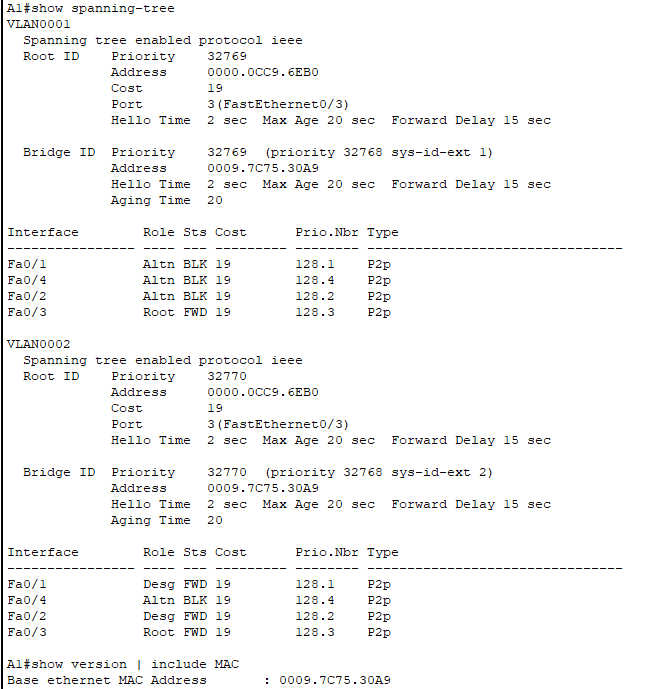 A1#show spanning-tree
VLAN0001
  Spanning tree enabled protocol ieee
  Root ID    Priority    32769
             Address     0000.0CC9.6EB0
             Cost        19
             Port        3(FastEthernet0/3)
             Hello Time  2 sec  Max Age 20 sec  Forward Delay 15 sec

  Bridge ID  Priority    32769  (priority 32768 sys-id-ext 1)
             Address     0009.7C75.30A9
             Hello Time  2 sec  Max Age 20 sec  Forward Delay 15 sec
             Aging Time  20

Interface        Role Sts Cost      Prio.Nbr Type
---------------- ---- --- --------- -------- --------------------------------
Fa0/1            Altn BLK 19        128.1    P2p
Fa0/4            Altn BLK 19        128.4    P2p
Fa0/2            Altn BLK 19        128.2    P2p
Fa0/3            Root FWD 19        128.3    P2p

VLAN0002
  Spanning tree enabled protocol ieee
  Root ID    Priority    32770
             Address     0000.0CC9.6EB0
             Cost        19
             Port        3(FastEthernet0/3)
             Hello Time  2 sec  Max Age 20 sec  Forward Delay 15 sec

  Bridge ID  Priority    32770  (priority 32768 sys-id-ext 2)
             Address     0009.7C75.30A9
             Hello Time  2 sec  Max Age 20 sec  Forward Delay 15 sec
             Aging Time  20

Interface        Role Sts Cost      Prio.Nbr Type
---------------- ---- --- --------- -------- --------------------------------
Fa0/1            Desg FWD 19        128.1    P2p
Fa0/4            Altn BLK 19        128.4    P2p
Fa0/2            Desg FWD 19        128.2    P2p
Fa0/3            Root FWD 19        128.3    P2p

A1#show version | include MAC
Base ethernet MAC Address       : 0009.7C75.30A9